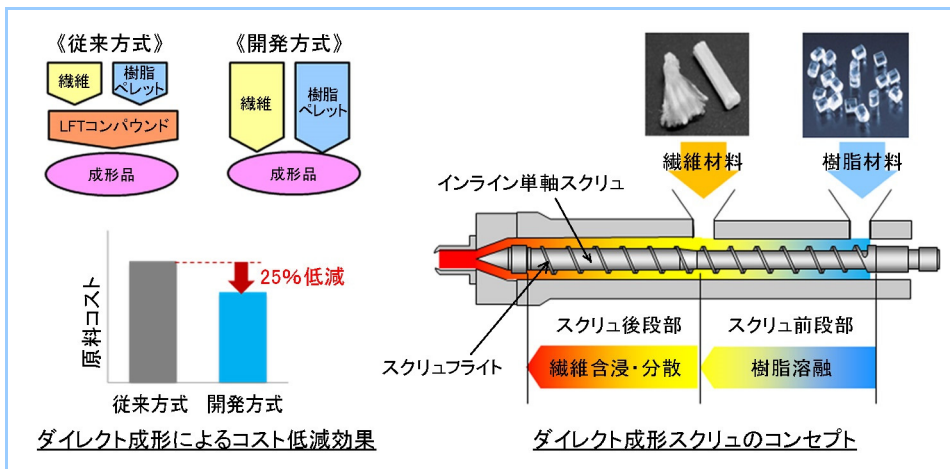 《従来方式》
《開発方式》
繊維
樹脂
ペレット
LFTコンパウンド
成形品
繊維
樹脂
ペレット
成形品
原料コスト
25%低減
従来方式
開発方式
ダイレクト成形によるコスト低減効果
繊維材料
樹脂材料
インライン単軸スクリュ
スクリュフライト
スクリュ後段部
スクリュ前段部
繊維含浸・分散
樹脂溶融
ダイレクト成形スクリュのコンセプト